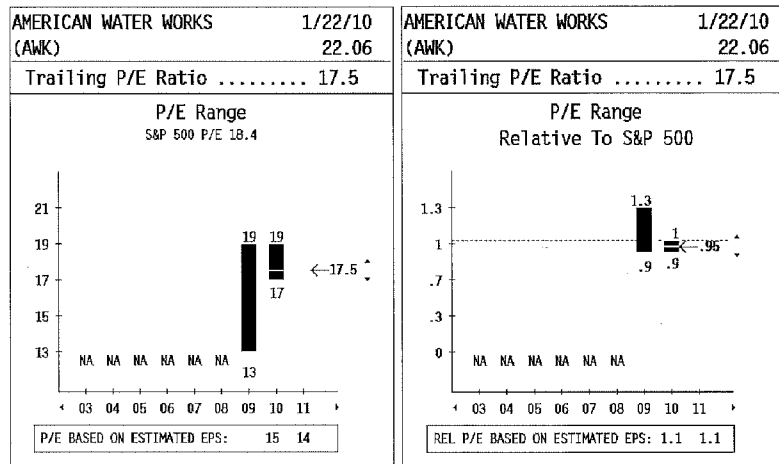 AMERICAN WATER WORKS 1/22/10
(AWK) 22.06
Trailing P/E Ratio ......... 17.5
P/E Range
S&P 500 P/E 18.4
21
19
17
15
13
19 19
17
13
17.5
NA NA NA NA NA NA
03 04 05 06 07 08 09 10 11
P/E BASED ON ESTIMATED EPS: 15 14
AMERICAN WATER WORKS 1/22/10
(AWK) 22.06
Trailing P/E Ratio ......... 17.5
P/E Range
Relative To S&P 500
1.3
1
.7
.3
0
1.3
1
.95
.9 .9
NA NA NA NA NA NA
03 04 05 06 07 08 09 10 11
REL P/E BASED ON ESTIMATED EPS: 1.1 1.1